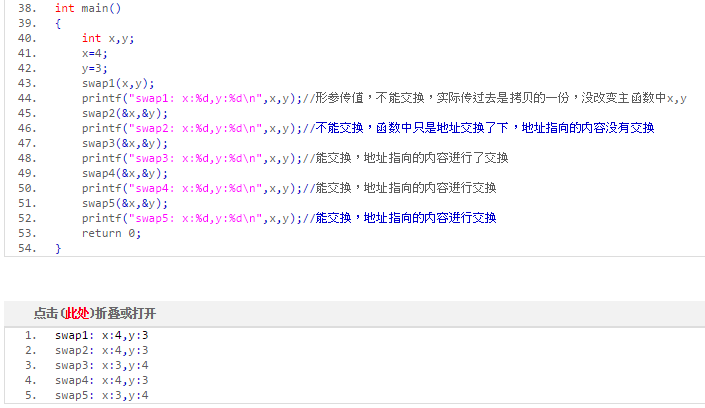 38. int main()
39. {
40. int x,y;
41. x=4;
42. y=3;
43. swap1(x,y);
44. printf("swap1: x:%d,y:%d\n",x,y);//形参传值，不能交换，实际传过去是拷贝的一份，没改变主函数中x,y
45. swap2(&x,&y);
46. printf("swap2: x:%d,y:%d\n",x,y);//不能交换，函数中只是地址交换了下，地址指向的内容没有交换
47. swap3(&x,&y);
48. printf("swap3: x:%d,y:%d\n",x,y);//能交换，地址指向的内容进行了交换
49. swap4(&x,&y);
50. printf("swap4: x:%d,y:%d\n",x,y);//能交换，地址指向的内容进行交换
51. swap5(&x,&y);
52. printf("swap5: x:%d,y:%d\n",x,y);//能交换，地址指向的内容进行交换
53. return 0;
54. }
点击(此处)折叠或打开
1. swap1: x:4,y:3
2. swap2: x:4,y:3
3. swap3: x:3,y:4
4. swap4: x:4,y:3
5. swap5: x:3,y:4